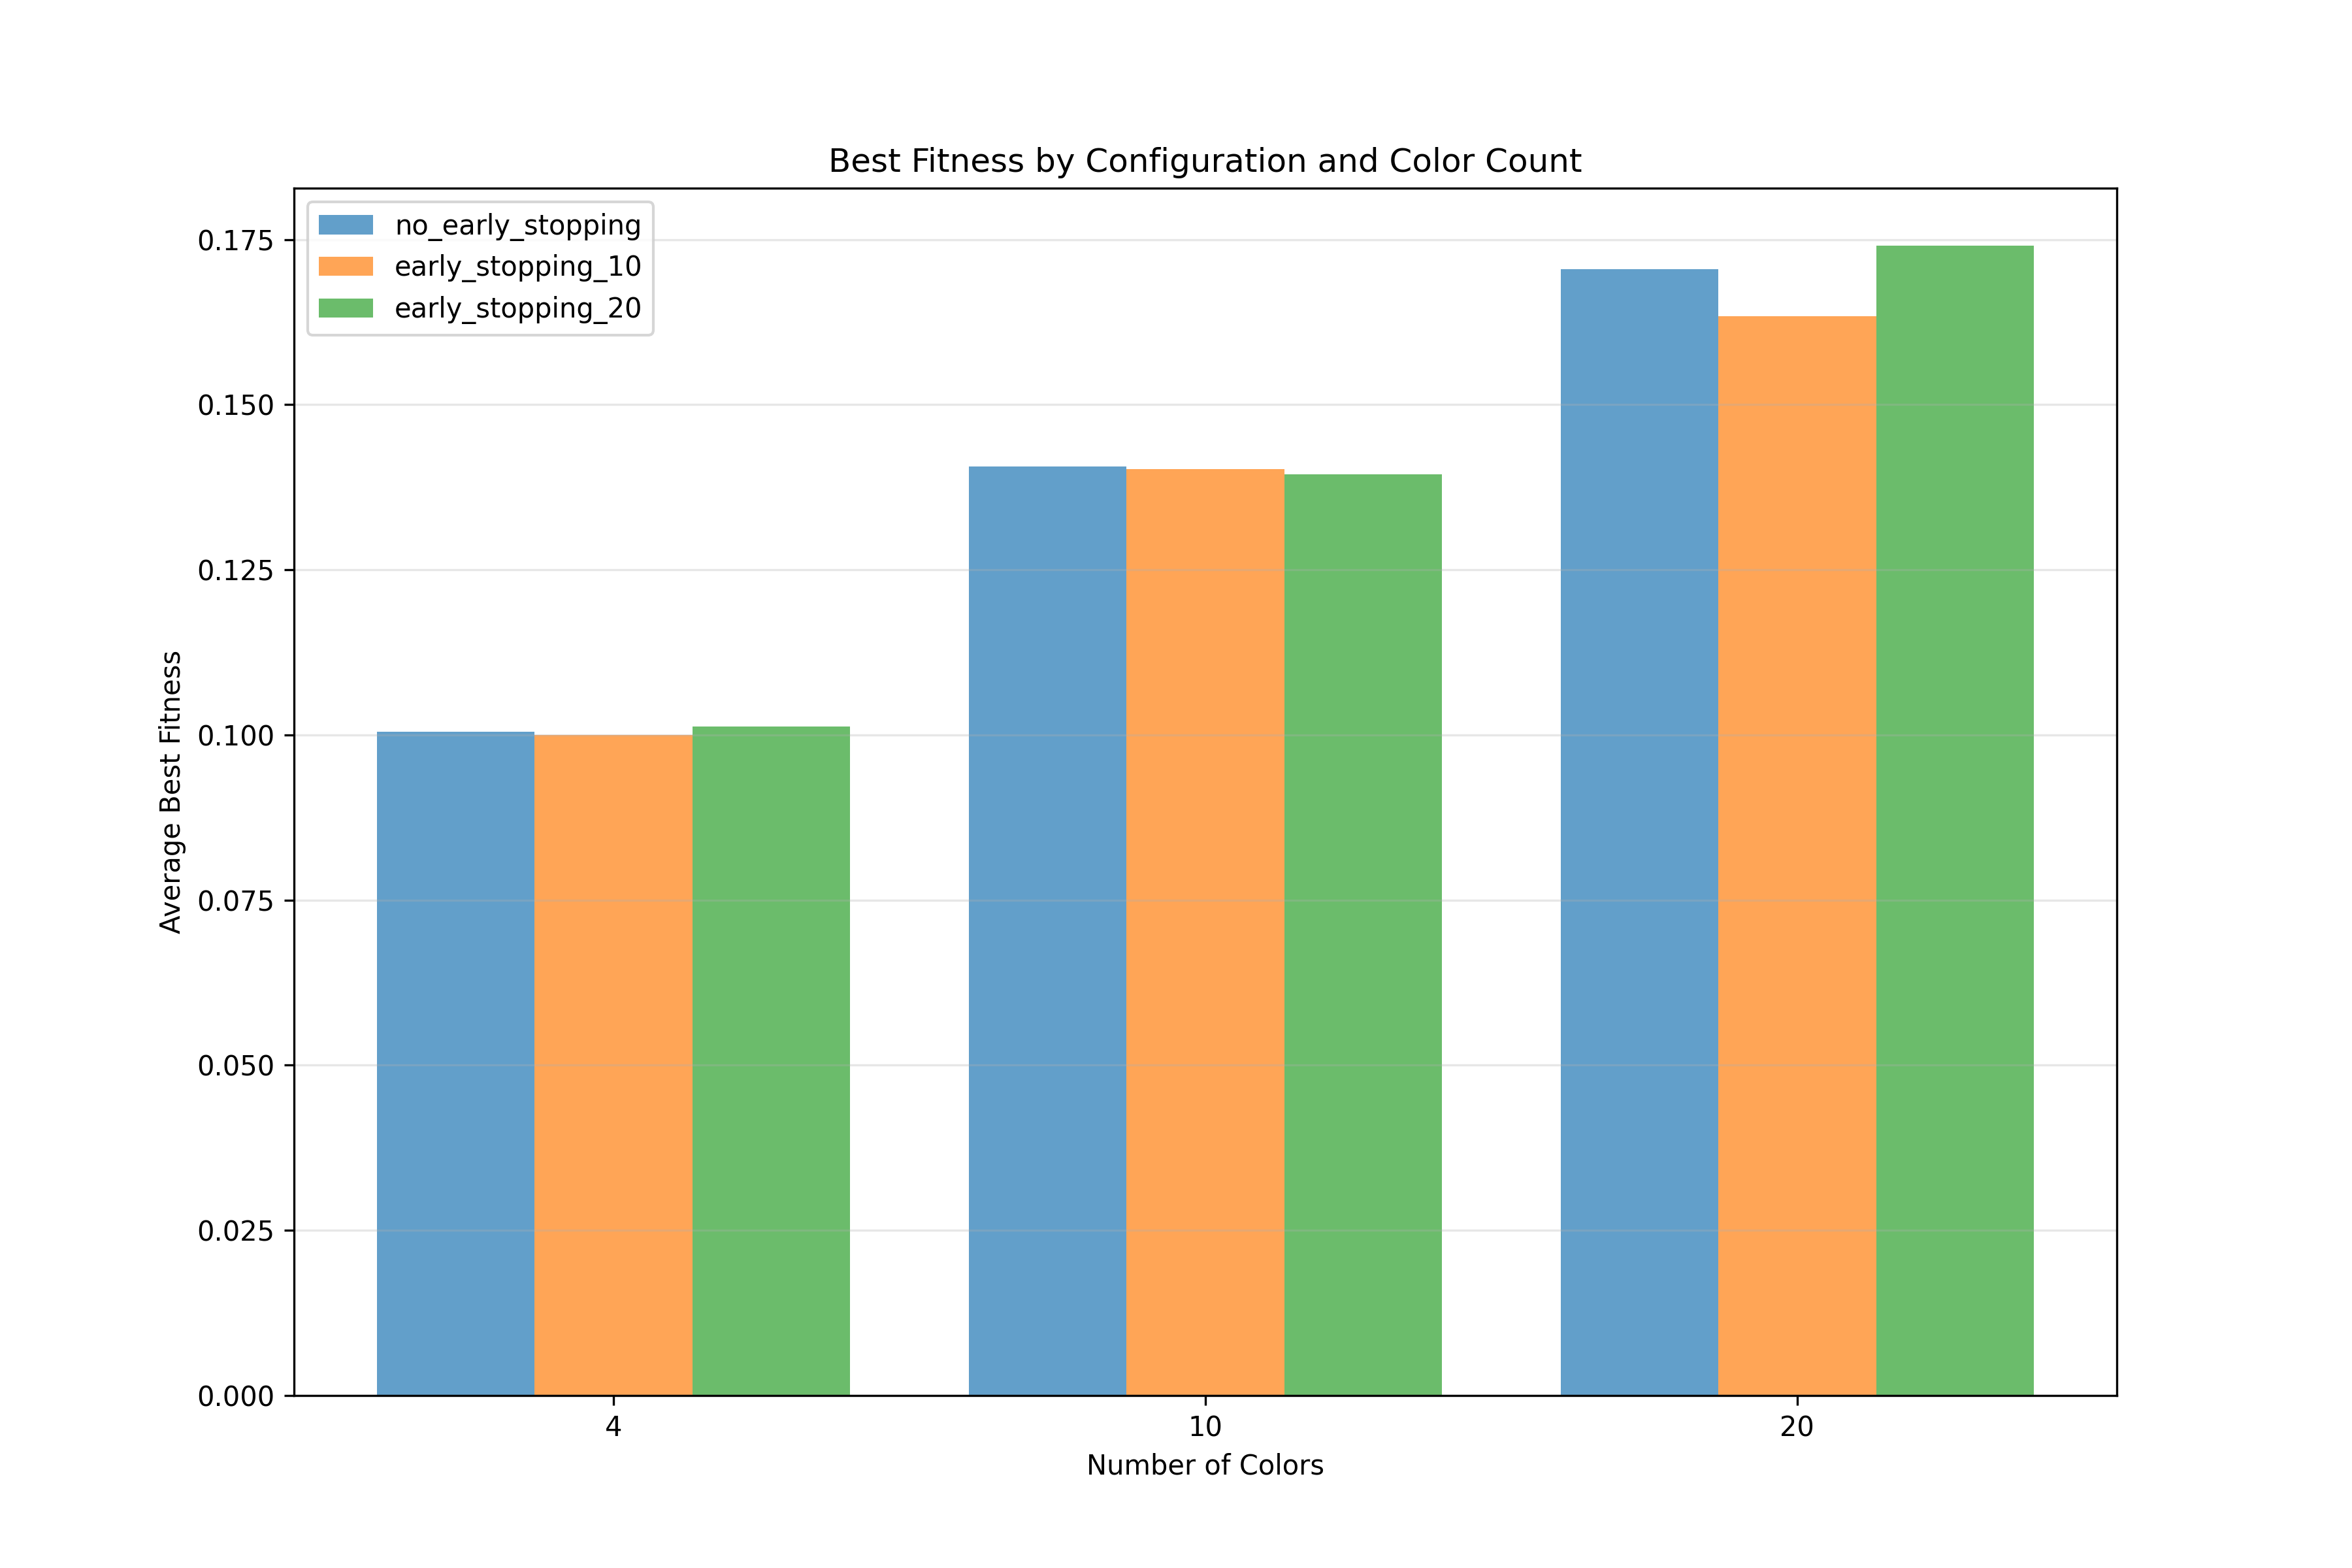 Best Fitness by Configuration and Color Count
no_early_stopping
early_stopping_10
early_stopping_20
0.175
0.150
0.125
0.100
0.075
0.050
0.025
0.000
Average Best Fitness
4
10
20
Number of Colors